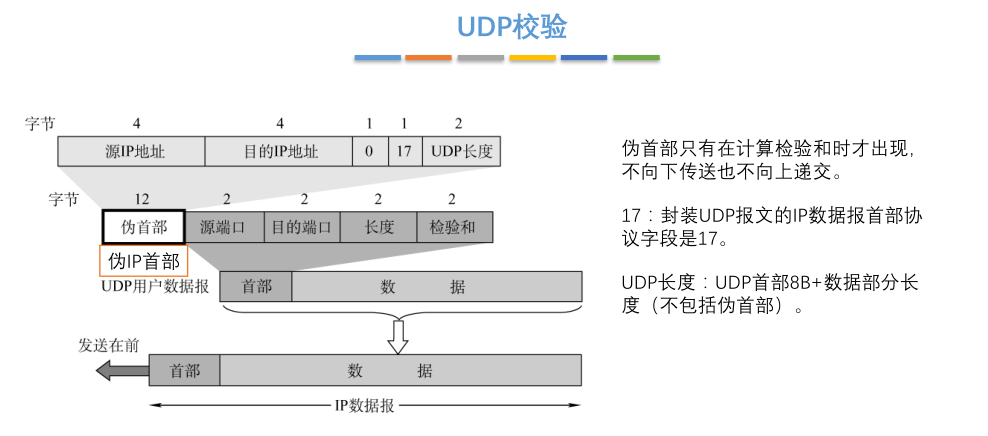 UDP校验
字节 4 4 1 1 2
源IP地址 目的IP地址 0 17 UDP长度
字节 12 2 2 2 2
伪首部 源端口 目的端口 长度 检验和
伪IP首部
UDP用户数据报 首部 数 据
发送在前
首部 数 据
IP数据报
伪首部只有在计算检验和时才出现，
不向下传送也不向上递交。
17：封装UDP报文的IP数据报首部协
议字段是17。
UDP长度：UDP首部8B+数据部分长
度（不包括伪首部）。